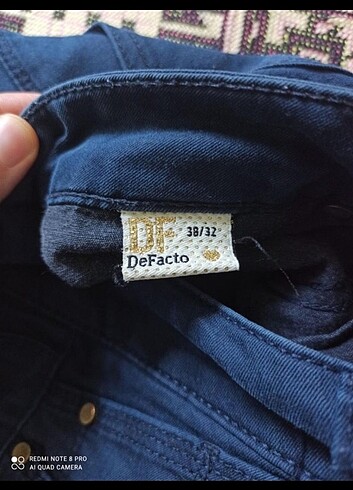 DF
38/32
DeFacto
REDMI NOTE 8 PRO
AI QUAD CAMERA